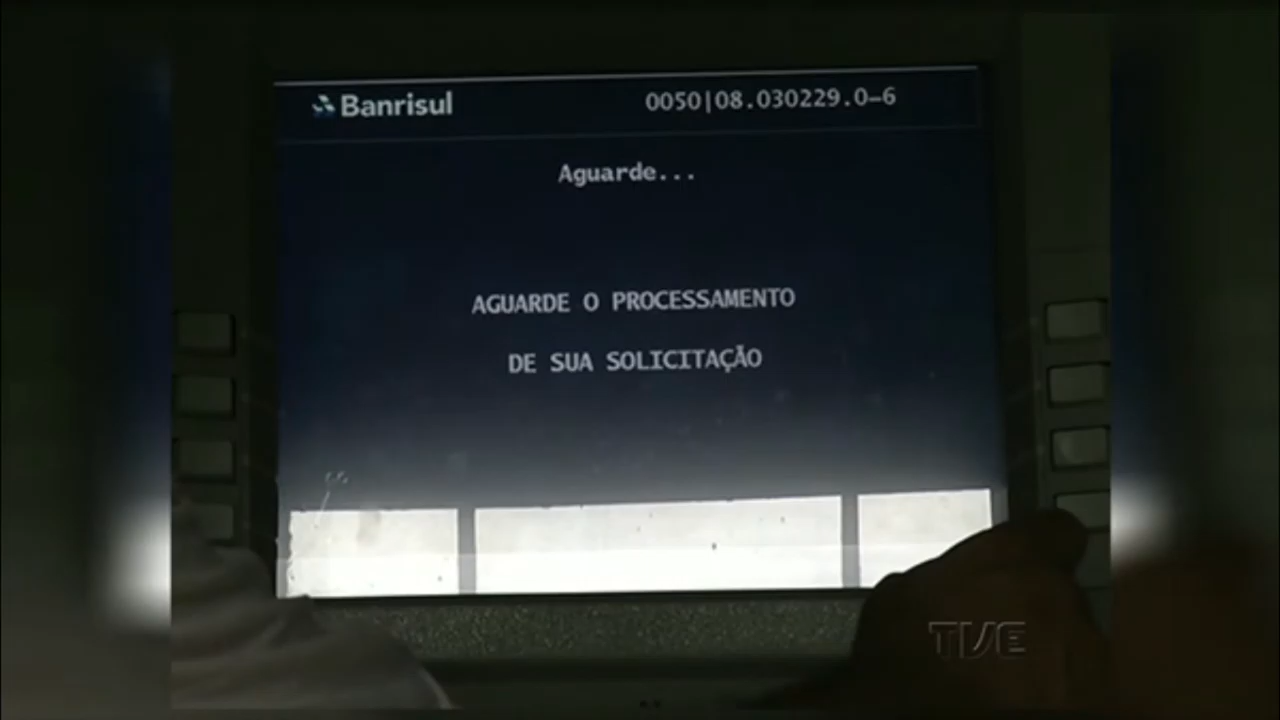 Banrisul 0050|08.030229.0-6
Aguarde...
AGUARDE O PROCESSAMENTO
DE SUA SOLICITAÇÃO
TVE